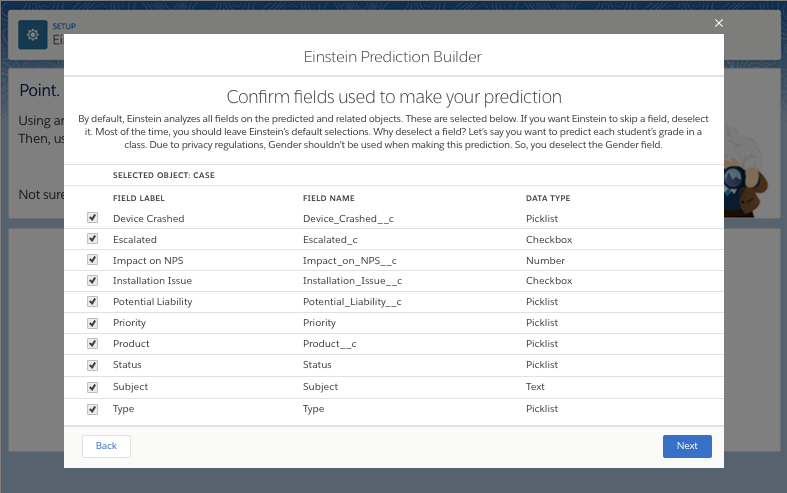 SETUP
Ei
×
Einstein Prediction Builder
Point.
Using ar
Then, us
Not sure
Confirm fields used to make your prediction
By default, Einstein analyzes all fields on the predicted and related objects. These are selected below. If you want Einstein to skip a field, deselect
it. Most of the time, you should leave Einstein's default selections. Why deselect a field? Let's say you want to predict each student's grade in a
class. Due to privacy regulations, Gender shouldn't be used when making this prediction. So, you deselect the Gender field.
SELECTED OBJECT: CASE
FIELD LABEL FIELD NAME DATA TYPE
Device Crashed Device_Crashed__c Picklist
Escalated Escalated_c Checkbox
Impact on NPS Impact_on_NPS__c Number
Installation Issue Installation_Issue__c Checkbox
Potential Liability Potential_Liability__c Picklist
Priority Priority Picklist
Product Product__c Picklist
Status Status Picklist
Subject Subject Text
Type Type Picklist
Back Next